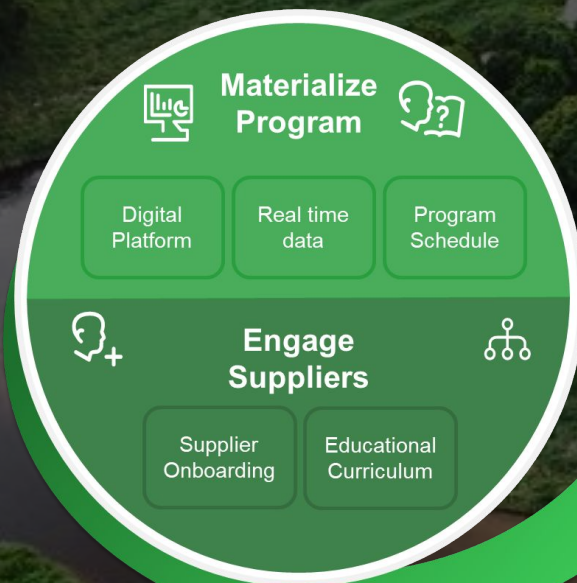 Materialize
Program
Digital
Platform
Real time
data
Program
Schedule
Engage
Suppliers
Supplier
Onboarding
Educational
Curriculum